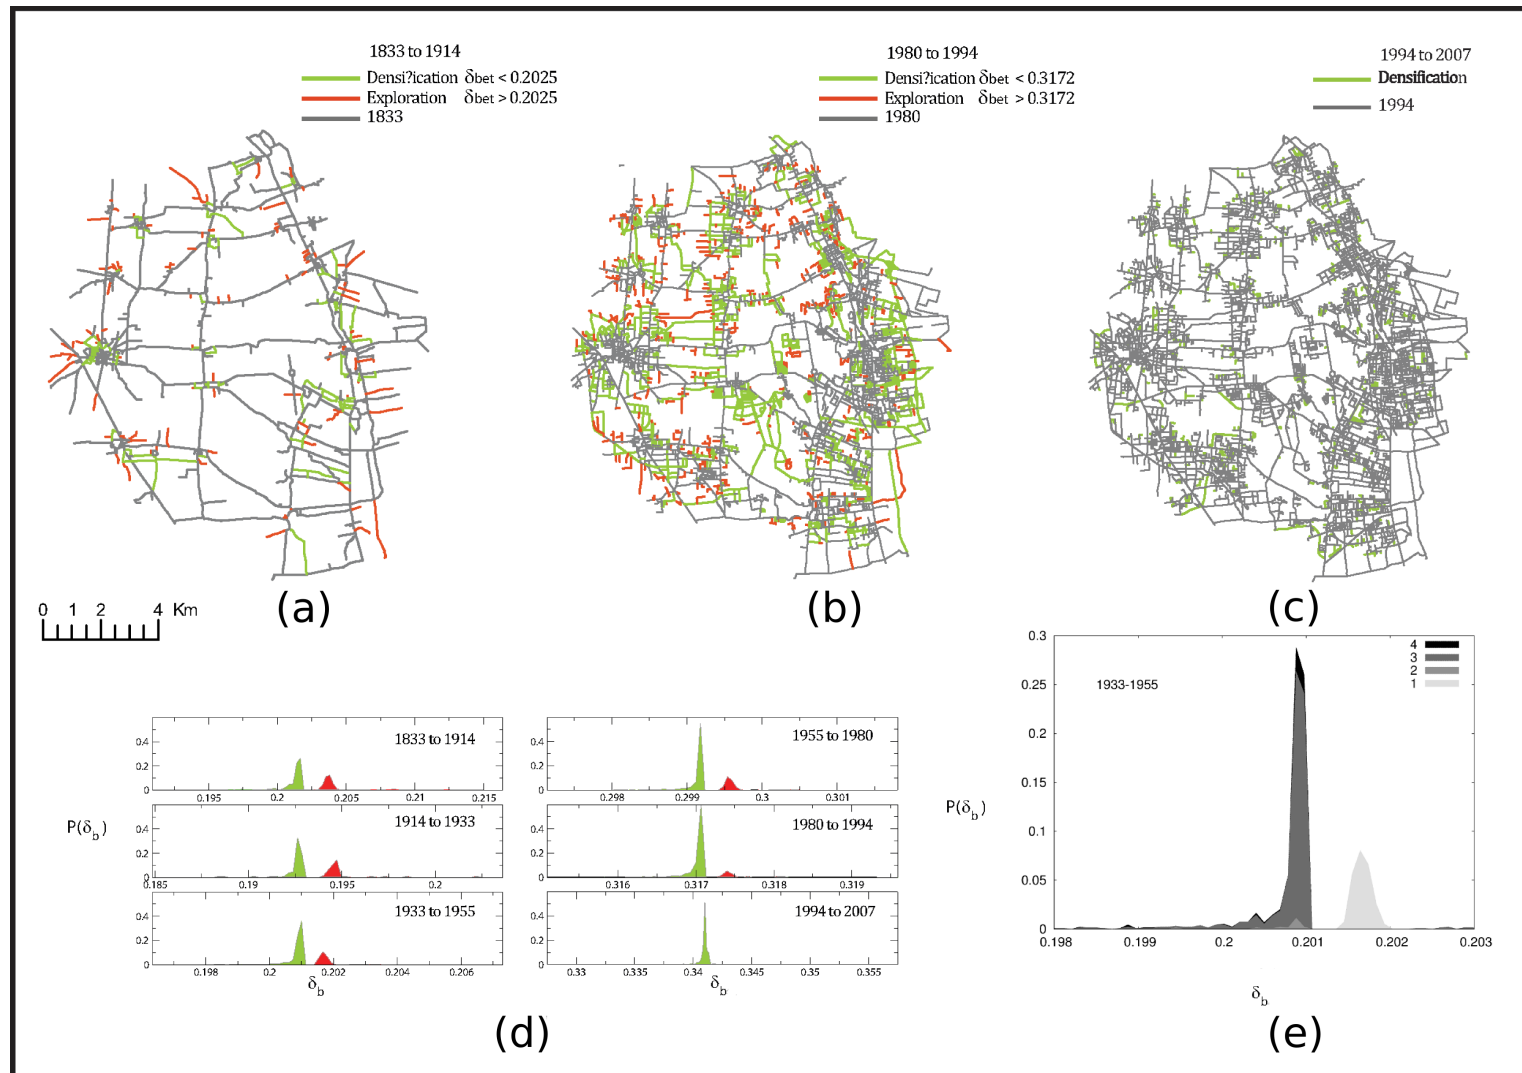 1833 to 1914
Densi?ication δbet < 0.2025
Exploration δbet > 0.2025
1833
1980 to 1994
Densi?ication δbet < 0.3172
Exploration δbet > 0.3172
1980
1994 to 2007
Densification
1994
0 1 2 4 Km
(a)
(b)
(c)
P(δb)
1833 to 1914
0.4
0.2
0
0.195 0.2 0.205 0.21 0.215
1914 to 1933
0.4
0.2
0
0.185 0.19 0.195 0.2
1933 to 1955
0.4
0.2
0
0.198 0.2 0.202 0.204 0.206
δb
1955 to 1980
0.4
0.2
0
0.298 0.299 0.3 0.301
1980 to 1994
0.4
0.2
0
0.316 0.317 0.318 0.319
1994 to 2007
0.4
0.2
0
0.33 0.335 0.34 0.345 0.35 0.355
δb
(d)
P(δb)
0.3
0.25
0.2
0.15
0.1
0.05
0
1933-1955
4
3
2
1
0.198 0.199 0.2 0.201 0.202 0.203
δb
(e)